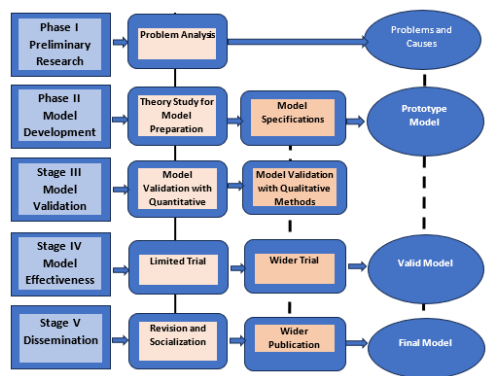 Phase I
Preliminary
Research
Problem Analysis
Problems and
Causes
Phase II
Model
Development
Theory Study for
Model
Preparation
Model
Specifications
Prototype
Model
Stage III
Model
Validation
Model
Validation with
Quantitative
Model Validation
with Qualitative
Methods
Stage IV
Model
Effectiveness
Limited Trial
Wider Trial
Valid Model
Stage V
Dissemination
Revision and
Socialization
Wider
Publication
Final Model